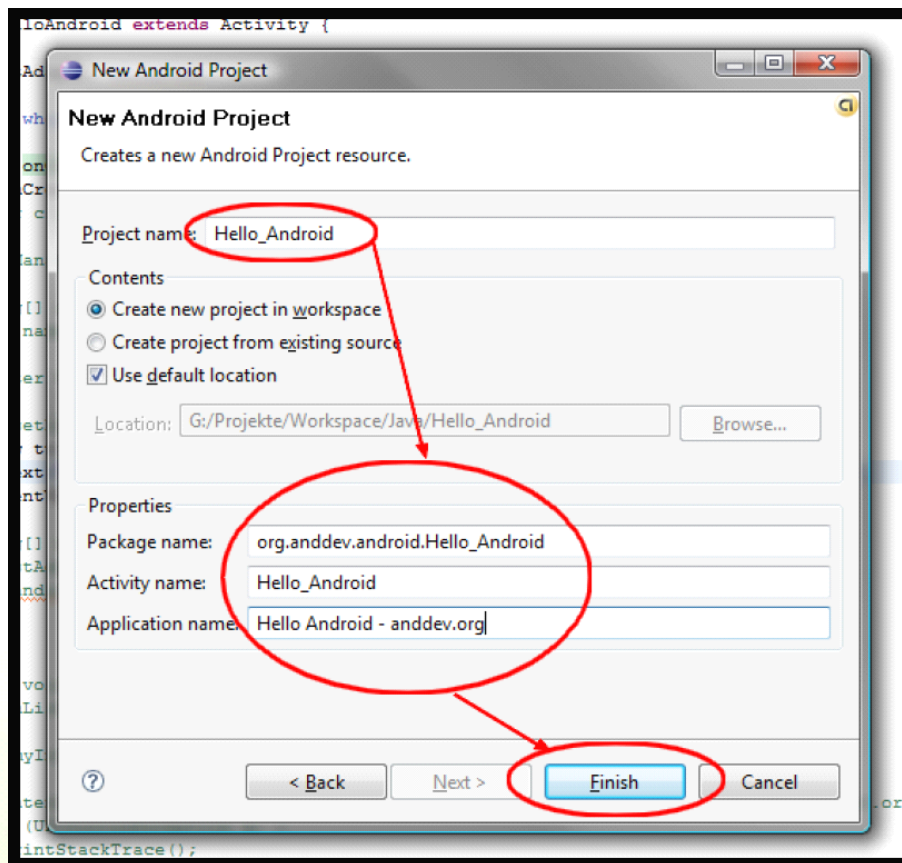 loAndroid extends Activity {
New Android Project
New Android Project
Creates a new Android Project resource.
Project name: Hello_Android
Contents
Create new project in workspace
Create project from existing source
Use default location
Location: G:/Projekte/Workspace/Java/Hello_Android Browse...
Properties
Package name: org.anddev.android.Hello_Android
Activity name: Hello_Android
Application name: Hello Android - anddev.org
? < Back Next > Finish Cancel
intStackTrace();